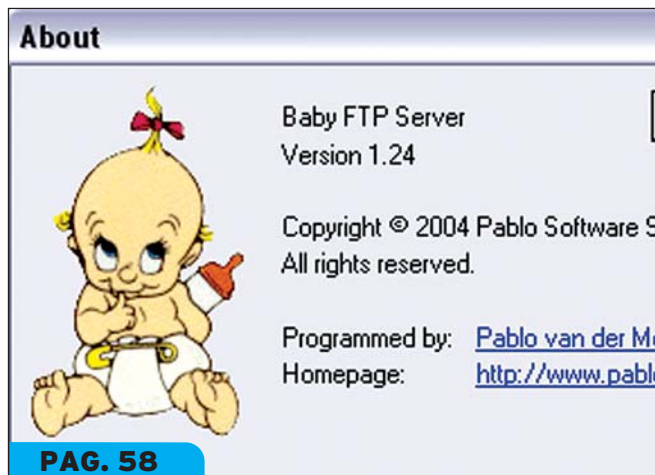 About
Baby FTP Server
Version 1.24
Copyright © 2004 Pablo Software
All rights reserved.
Programmed by: Pablo van der
Homepage: http://www.pablo
PAG. 58